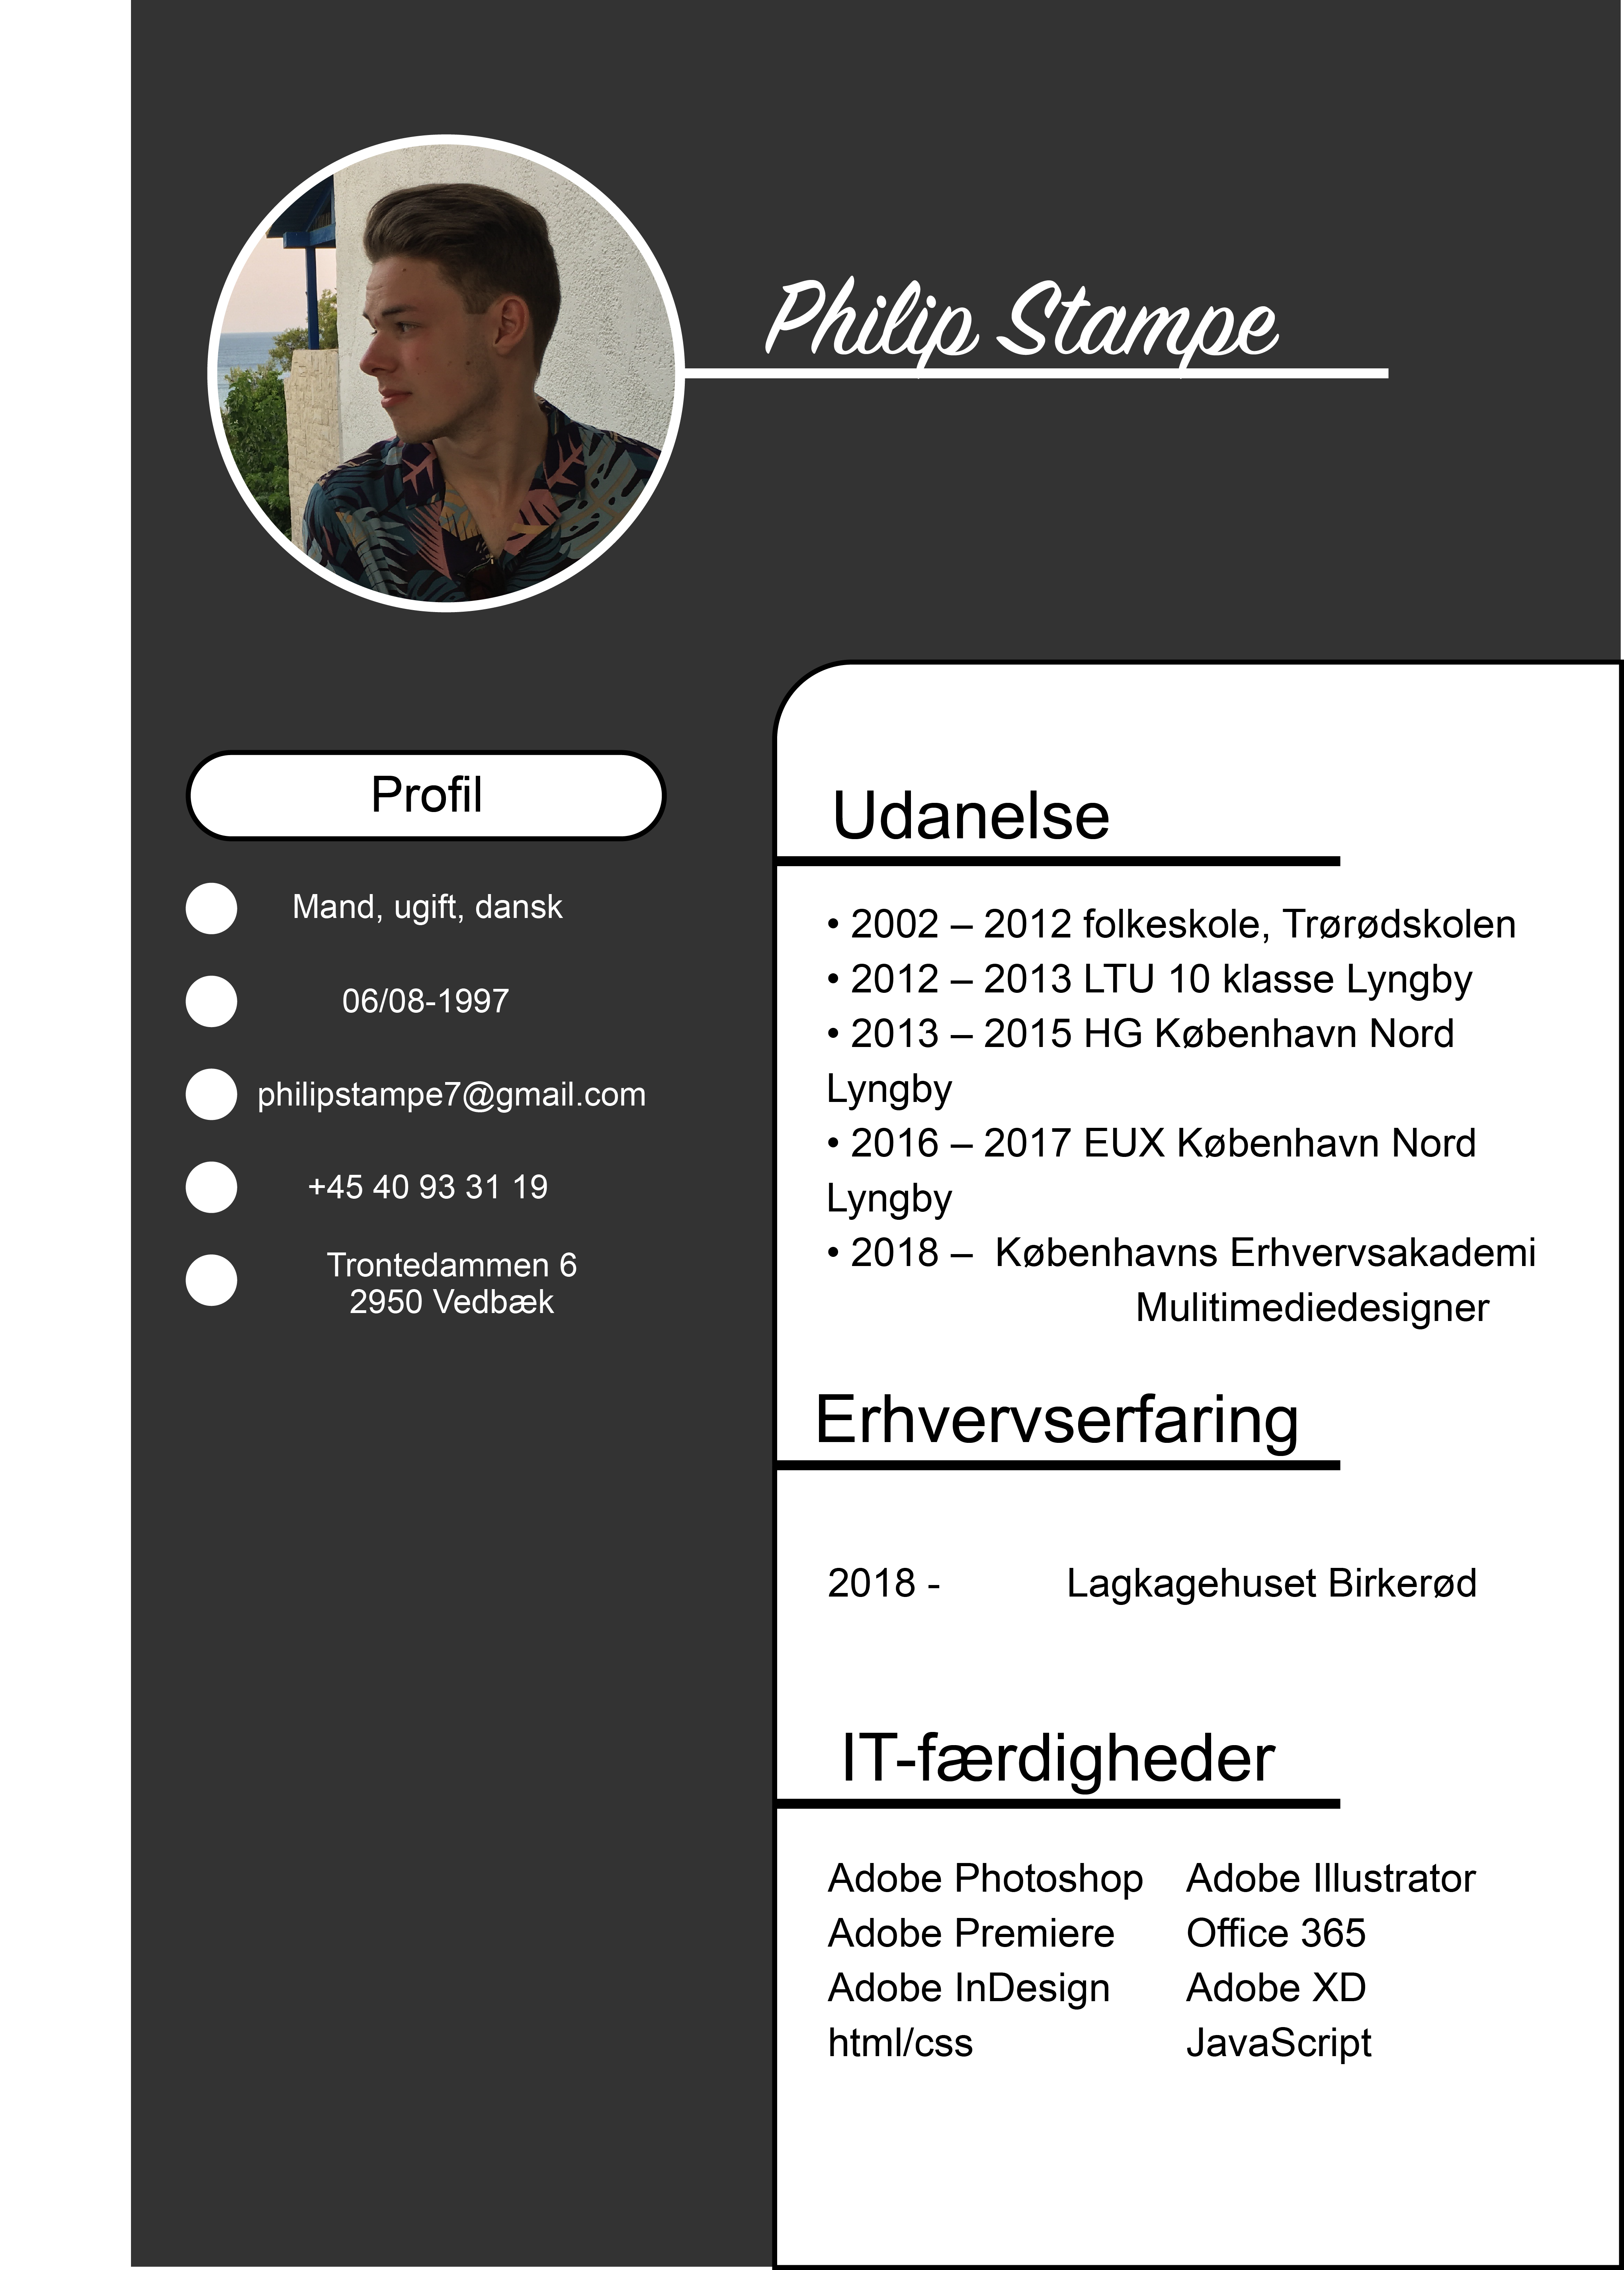 Philip Stampe
Profil
Mand, ugift, dansk
06/08-1997
philipstampe7@gmail.com
+45 40 93 31 19
Trontedammen 6
2950 Vedbæk
Udanelse
• 2002 – 2012 folkeskole, Trørødskolen
• 2012 – 2013 LTU 10 klasse Lyngby
• 2013 – 2015 HG København Nord
Lyngby
• 2016 – 2017 EUX København Nord
Lyngby
• 2018 – Københavns Erhvervsakademi
Mulitimediedesigner
Erhvervserfaring
2018 - Lagkagehuset Birkerød
IT-færdigheder
Adobe Photoshop Adobe Illustrator
Adobe Premiere Office 365
Adobe InDesign Adobe XD
html/css JavaScript